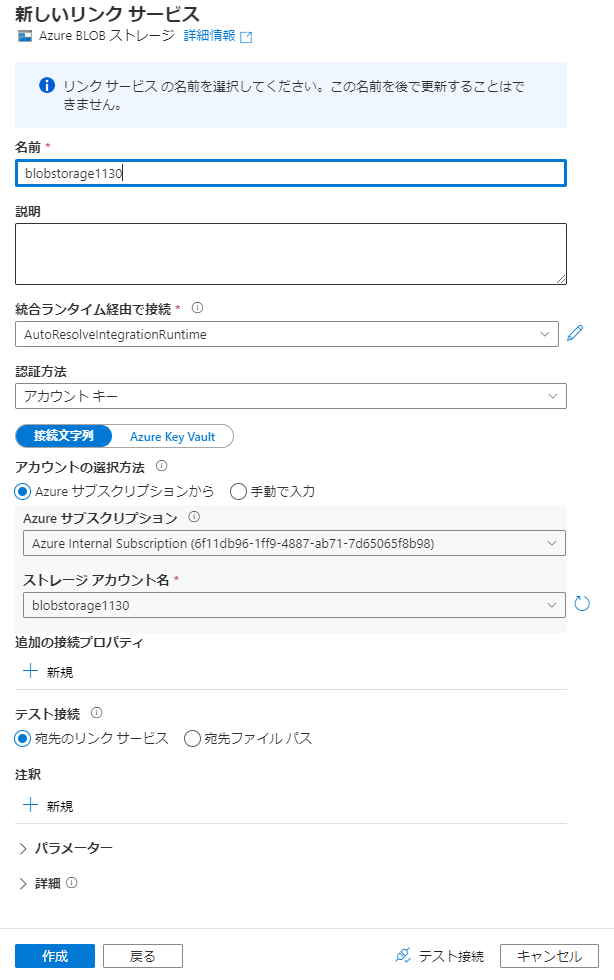 新しいリンク サービス
Azure BLOB ストレージ 詳細情報
リンク サービス の名前を選択してください。この名前を後で更新することはで
きません。
名前 *
blobstorage1130
説明
統合ランタイム経由で接続 *
AutoResolveIntegrationRuntime
認証方法
アカウント キー
接続文字列 Azure Key Vault
アカウントの選択方法
Azure サブスクリプションから 手動で入力
Azure サブスクリプション
Azure Internal Subscription (6f11db96-1ff9-4887-ab71-7d65065f8b98)
ストレージ アカウント名 *
blobstorage1130
追加の接続プロパティ
新規
テスト接続
宛先のリンク サービス 宛先ファイル パス
注釈
新規
パラメーター
詳細
作成 戻る テスト接続 キャンセル